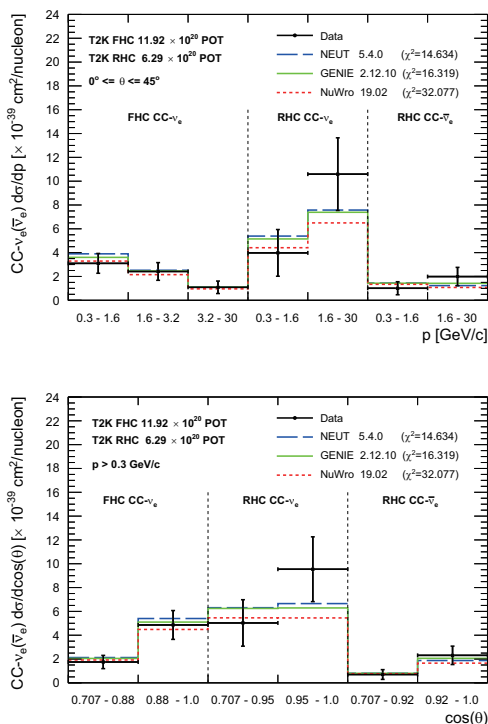 24
22
20
18
16
14
12
10
8
6
4
2
0
CC-νₑ(ν̅ₑ) dσ/dp [× 10⁻³⁹ cm²/nucleon]
T2K FHC 11.92 × 10²⁰ POT
T2K RHC 6.29 × 10²⁰ POT
0° <= θ <= 45°
Data
NEUT 5.4.0 (χ²=14.634)
GENIE 2.12.10 (χ²=16.319)
NuWro 19.02 (χ²=32.077)
FHC CC-νₑ RHC CC-νₑ RHC CC-ν̅ₑ
0.3 - 1.6 1.6 - 3.2 3.2 - 30 0.3 - 1.6 1.6 - 30 0.3 - 1.6 1.6 - 30
p [GeV/c]
24
22
20
18
16
14
12
10
8
6
4
2
0
CC-νₑ(ν̅ₑ) dσ/dcos(θ) [× 10⁻³⁹ cm²/nucleon]
T2K FHC 11.92 × 10²⁰ POT
T2K RHC 6.29 × 10²⁰ POT
p > 0.3 GeV/c
Data
NEUT 5.4.0 (χ²=14.634)
GENIE 2.12.10 (χ²=16.319)
NuWro 19.02 (χ²=32.077)
FHC CC-νₑ RHC CC-νₑ RHC CC-ν̅ₑ
0.707 - 0.88 0.88 - 1.0 0.707 - 0.95 0.95 - 1.0 0.707 - 0.92 0.92 - 1.0
cos(θ)